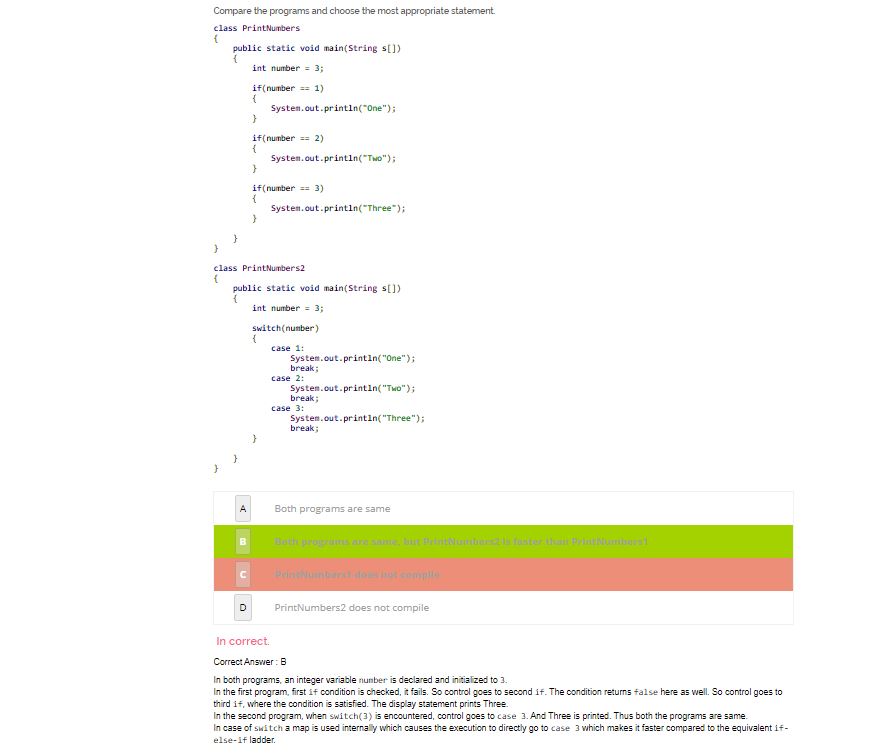 Compare the programs and choose the most appropriate statement.
class PrintNumbers
{
public static void main(String s[])
{
int number = 3;
if(number == 1)
{
System.out.println("One");
}
if(number == 2)
{
System.out.println("Two");
}
if(number == 3)
{
System.out.println("Three");
}
}
}
class PrintNumbers2
{
public static void main(String s[])
{
int number = 3;
switch(number)
{
case 1:
System.out.println("One");
break;
case 2:
System.out.println("Two");
break;
case 3:
System.out.println("Three");
break;
}
}
}
A Both programs are same
B Both programs are same, but PrintNumbers2 is faster than PrintNumbers1
C PrintNumbers1 does not compile
D PrintNumbers2 does not compile
In correct.
Correct Answer : B
In both programs, an integer variable number is declared and initialized to 3.
In the first program, first if condition is checked, it fails. So control goes to second if. The condition returns false here as well. So control goes to
third if, where the condition is satisfied. The display statement prints Three.
In the second program, when switch(3) is encountered, control goes to case 3. And Three is printed. Thus both the programs are same.
In case of switch a map is used internally which causes the execution to directly go to case 3 which makes it faster compared to the equivalent if-
else-if ladder.